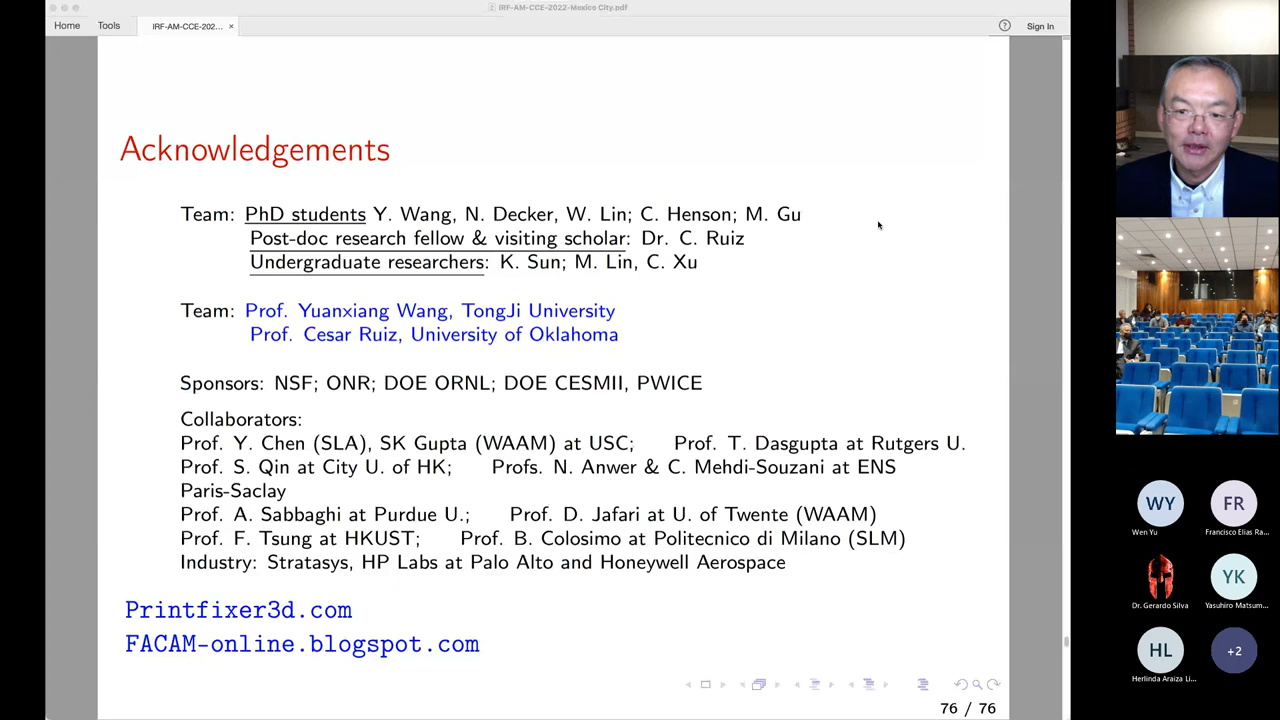 IRF-AM-CCE-2022-Mexico City.pdf
Home Tools IRF-AM-CCE-202... × ? Sign In
Acknowledgements
Team: PhD students Y. Wang, N. Decker, W. Lin; C. Henson; M. Gu
Post-doc research fellow & visiting scholar: Dr. C. Ruiz
Undergraduate researchers: K. Sun; M. Lin, C. Xu
Team: Prof. Yuanxiang Wang, TongJi University
Prof. Cesar Ruiz, University of Oklahoma
Sponsors: NSF; ONR; DOE ORNL; DOE CESMII, PWICE
Collaborators:
Prof. Y. Chen (SLA), SK Gupta (WAAM) at USC; Prof. T. Dasgupta at Rutgers U.
Prof. S. Qin at City U. of HK; Profs. N. Anwer & C. Mehdi-Souzani at ENS
Paris-Saclay
Prof. A. Sabbaghi at Purdue U.; Prof. D. Jafari at U. of Twente (WAAM)
Prof. F. Tsung at HKUST; Prof. B. Colosimo at Politecnico di Milano (SLM)
Industry: Stratasys, HP Labs at Palo Alto and Honeywell Aerospace
Printfixer3d.com
FACAM-online.blogspot.com
76 / 76
WY FR
Wen Yu Francisco Elias Ra...
YK
Dr. Gerardo Silva Yasuhiro Matsum...
HL +2
Herlinda Araiza Li...